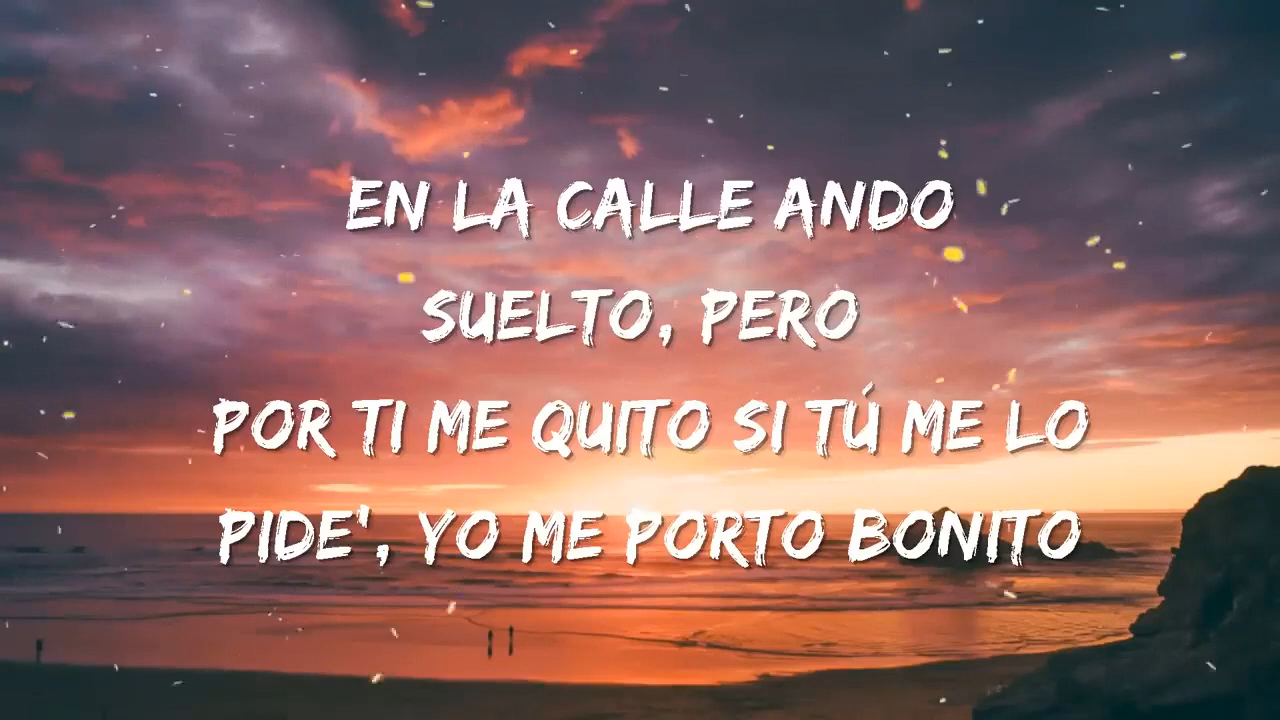 EN LA CALLE ANDO
SUELTO, PERO
POR TI ME QUITO SI TÚ ME LO
PIDE', YO ME PORTO BONITO